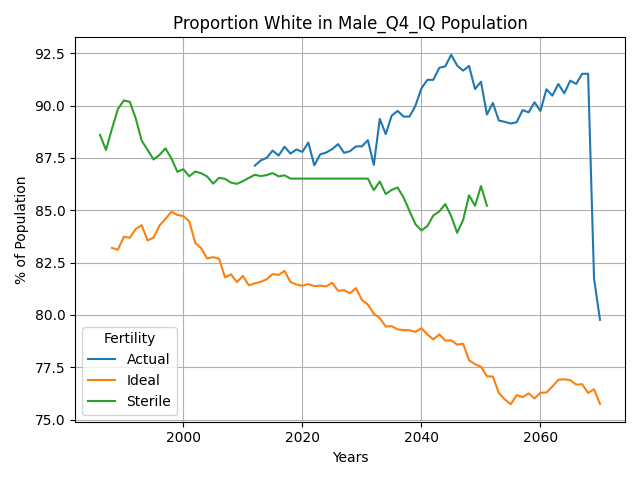 Proportion White in Male_Q4_IQ Population
% of Population
92.5
90.0
87.5
85.0
82.5
80.0
77.5
75.0
Fertility
Actual
Ideal
Sterile
2000
2020
2040
2060
Years